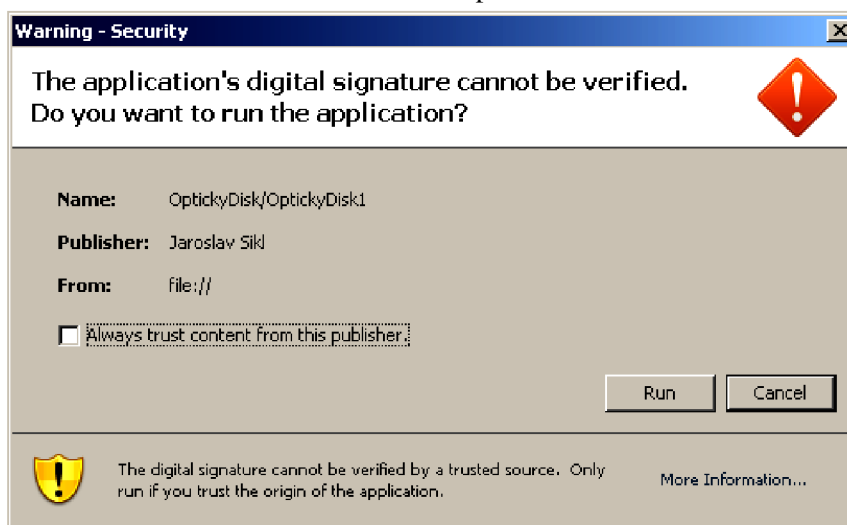 Warning - Security
The application's digital signature cannot be verified.
Do you want to run the application?
Name: OptickyDisk/OptickyDisk1
Publisher: Jaroslav Sikl
From: file://
Always trust content from this publisher.
Run Cancel
The digital signature cannot be verified by a trusted source. Only
run if you trust the origin of the application.
More Information...